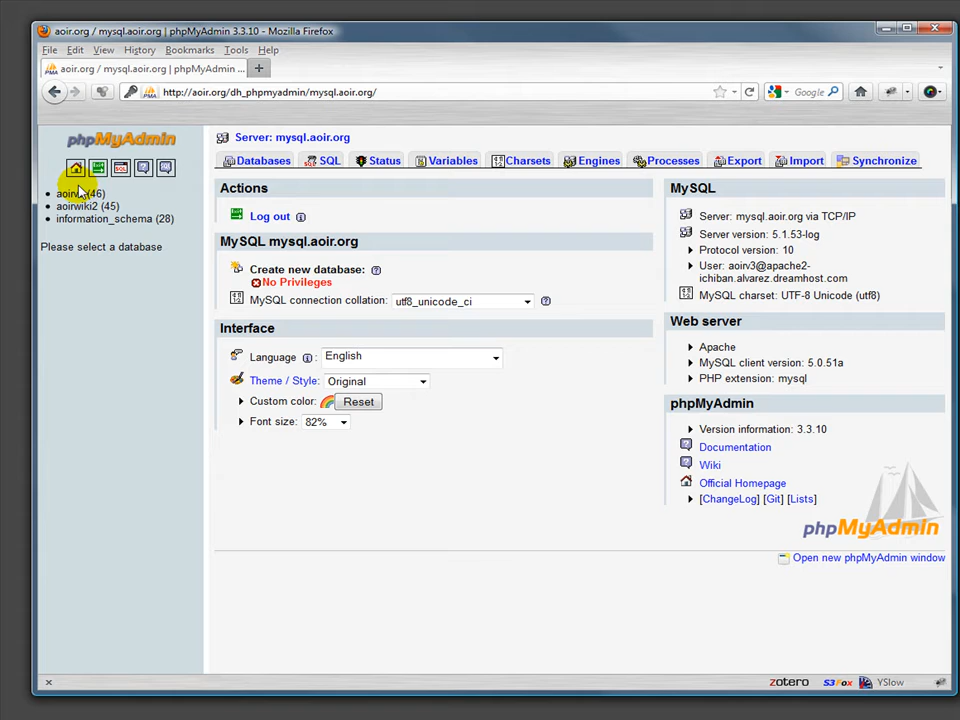 aoir.org / mysql.aoir.org | phpMyAdmin 3.3.10 - Mozilla Firefox
File Edit View History Bookmarks Tools Help
aoir.org / mysql.aoir.org | phpMyAdmin ...
http://aoir.org/dh_phpmyadmin/mysql.aoir.org/
Google
phpMyAdmin
(46)
aoirwiki2 (45)
information_schema (28)
Please select a database
Server: mysql.aoir.org
Databases SQL Status Variables Charsets Engines Processes Export Import Synchronize
Actions
Log out
MySQL mysql.aoir.org
Create new database:
No Privileges
MySQL connection collation: utf8_unicode_ci
Interface
Language : English
Theme / Style: Original
Custom color: Reset
Font size: 82%
MySQL
Server: mysql.aoir.org via TCP/IP
Server version: 5.1.53-log
Protocol version: 10
User: aoirv3@apache2-
ichiban.alvarez.dreamhost.com
MySQL charset: UTF-8 Unicode (utf8)
Web server
Apache
MySQL client version: 5.0.51a
PHP extension: mysql
phpMyAdmin
Version information: 3.3.10
Documentation
Wiki
Official Homepage
[ChangeLog] [Git] [Lists]
phpMyAdmin
Open new phpMyAdmin window
zotero S3Fox YSlow